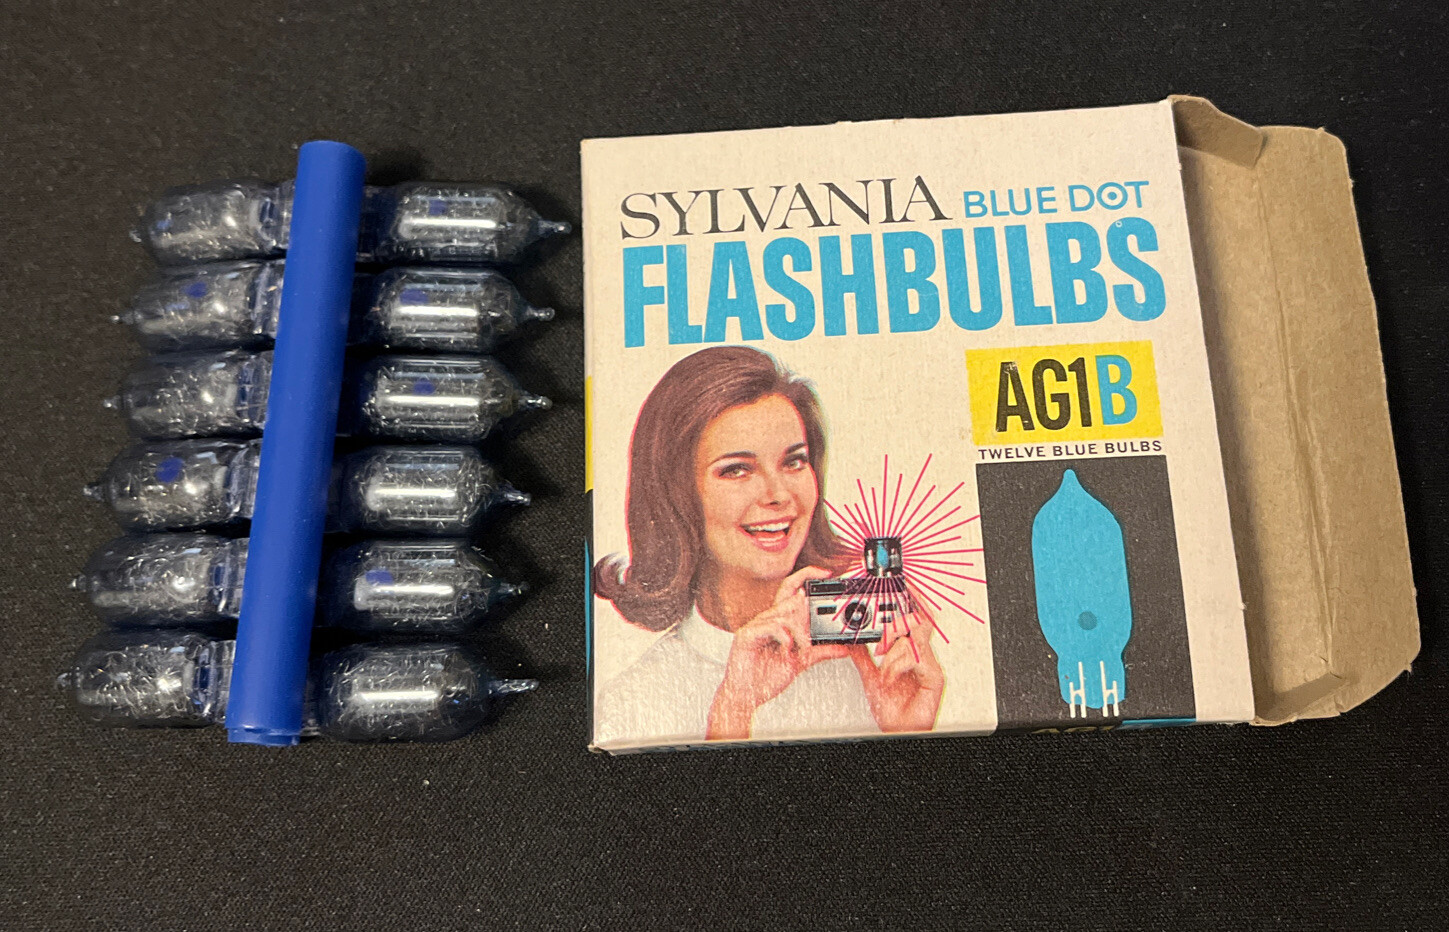 SYLVANIA BLUE DOT
FLASHBULBS
AG1B
TWELVE BLUE BULBS